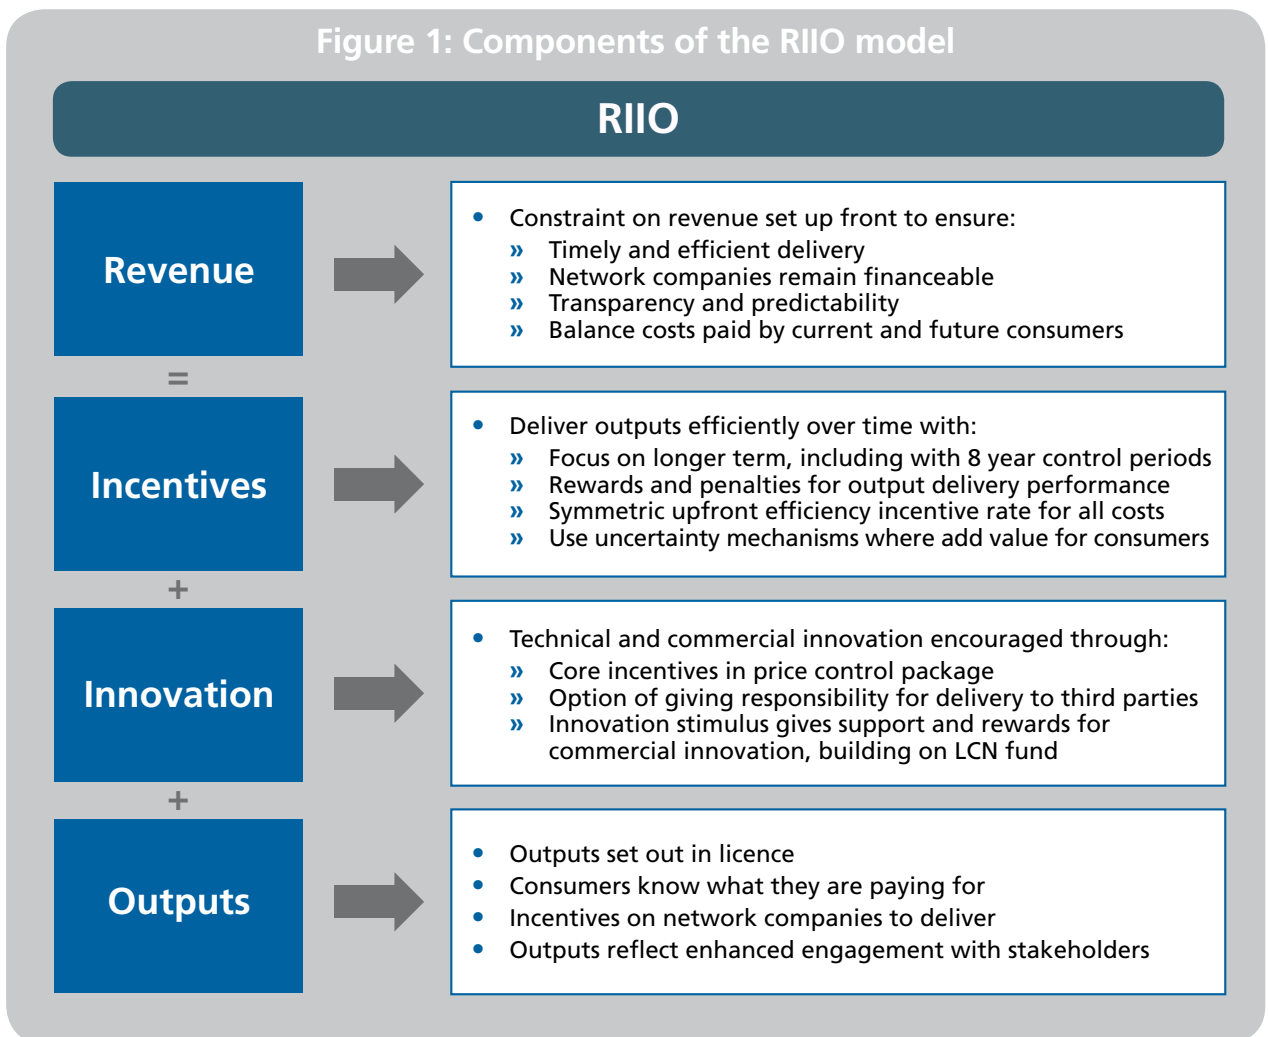 Figure 1: Components of the RIIO model
RIIO
Revenue
• Constraint on revenue set up front to ensure:
» Timely and efficient delivery
» Network companies remain financeable
» Transparency and predictability
» Balance costs paid by current and future consumers
=
Incentives
• Deliver outputs efficiently over time with:
» Focus on longer term, including with 8 year control periods
» Rewards and penalties for output delivery performance
» Symmetric upfront efficiency incentive rate for all costs
» Use uncertainty mechanisms where add value for consumers
+
Innovation
• Technical and commercial innovation encouraged through:
» Core incentives in price control package
» Option of giving responsibility for delivery to third parties
» Innovation stimulus gives support and rewards for
commercial innovation, building on LCN fund
+
Outputs
• Outputs set out in licence
• Consumers know what they are paying for
• Incentives on network companies to deliver
• Outputs reflect enhanced engagement with stakeholders